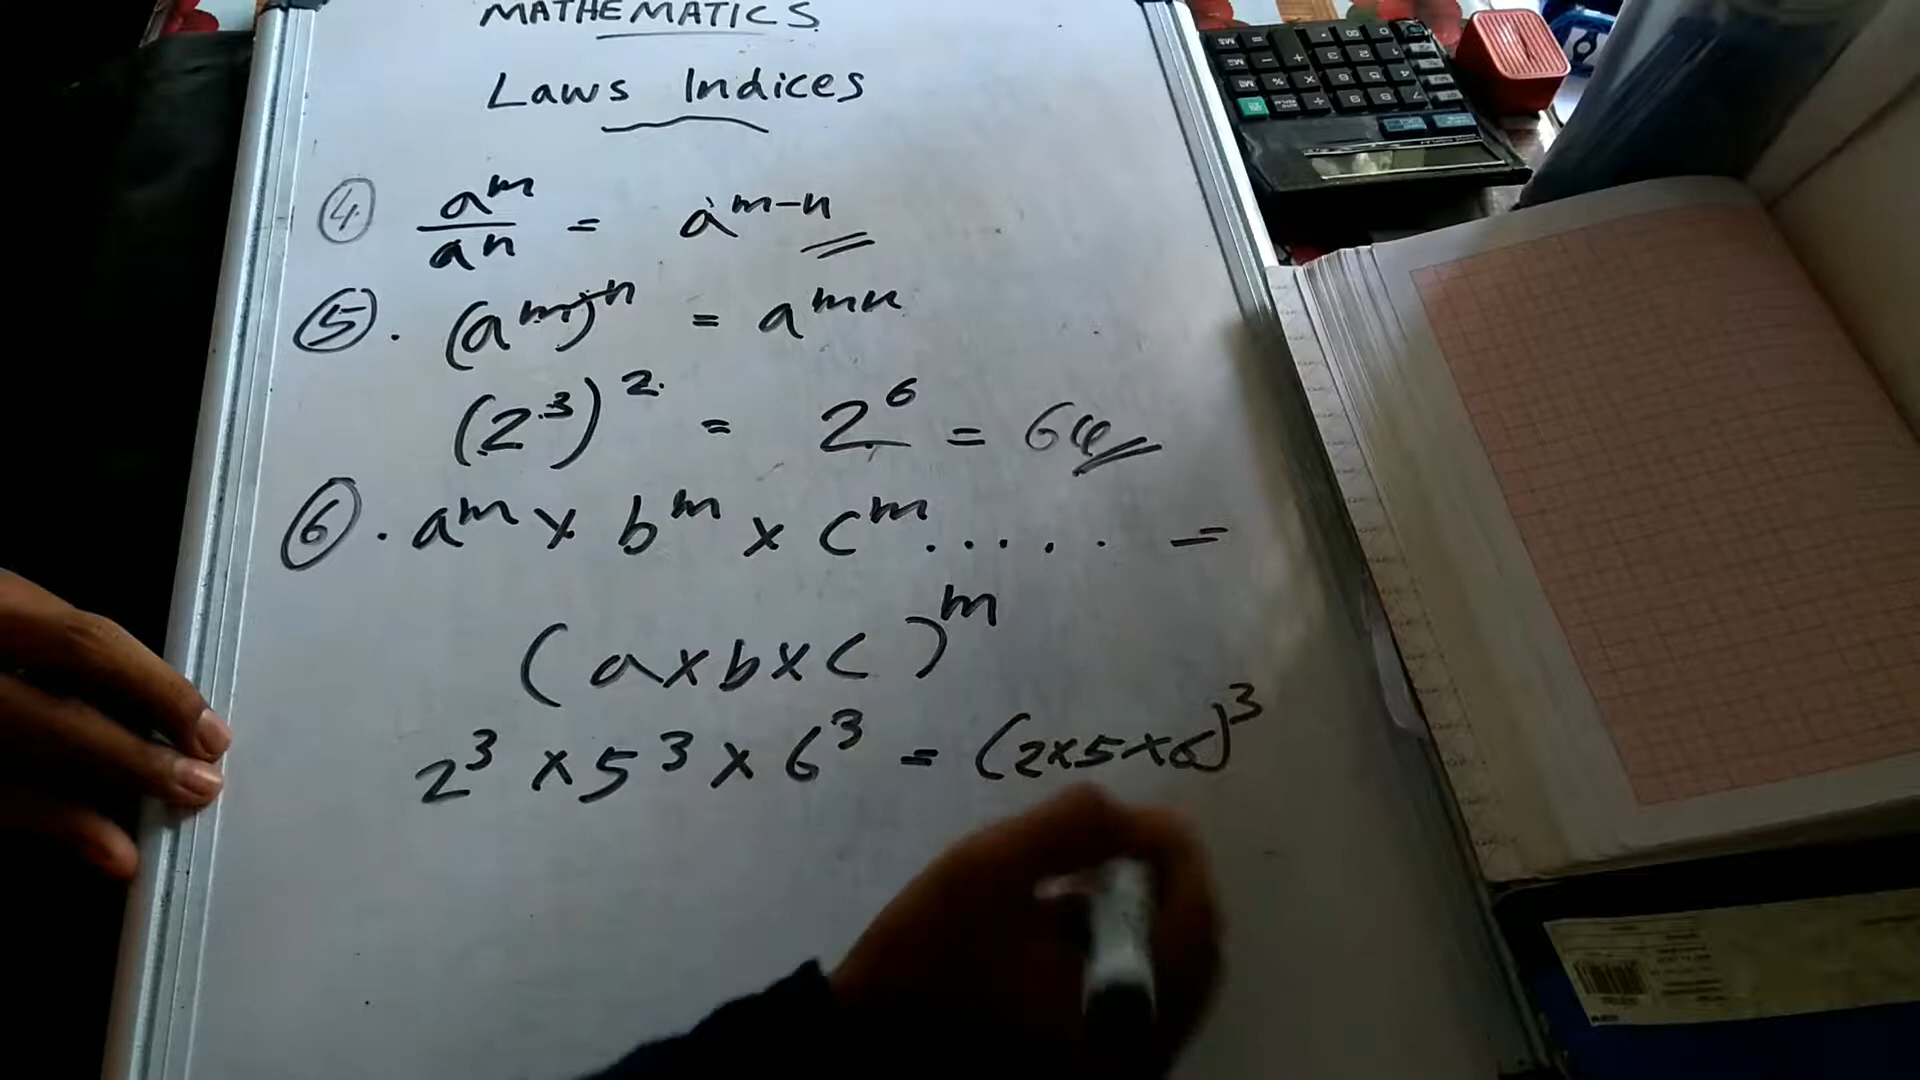 MATHEMATICS
Laws Indices
④ a^m / a^n = a^(m-n)
⑤. (a^m)^n = a^mn
(2^3)^2. = 2^6 = 64
⑥. a^m × b^m × c^m ..... =
(a×b×c)^m
2^3 × 5^3 × 6^3 = (2×5×6)^3